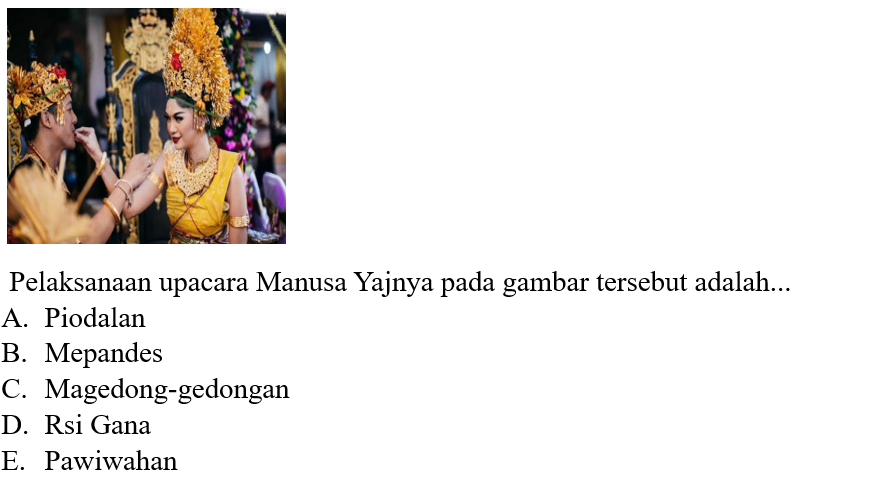 Pelaksanaan upacara Manusa Yajnya pada gambar tersebut adalah...
A. Piodalan
B. Mepandes
C. Magedong-gedongan
D. Rsi Gana
E. Pawiwahan